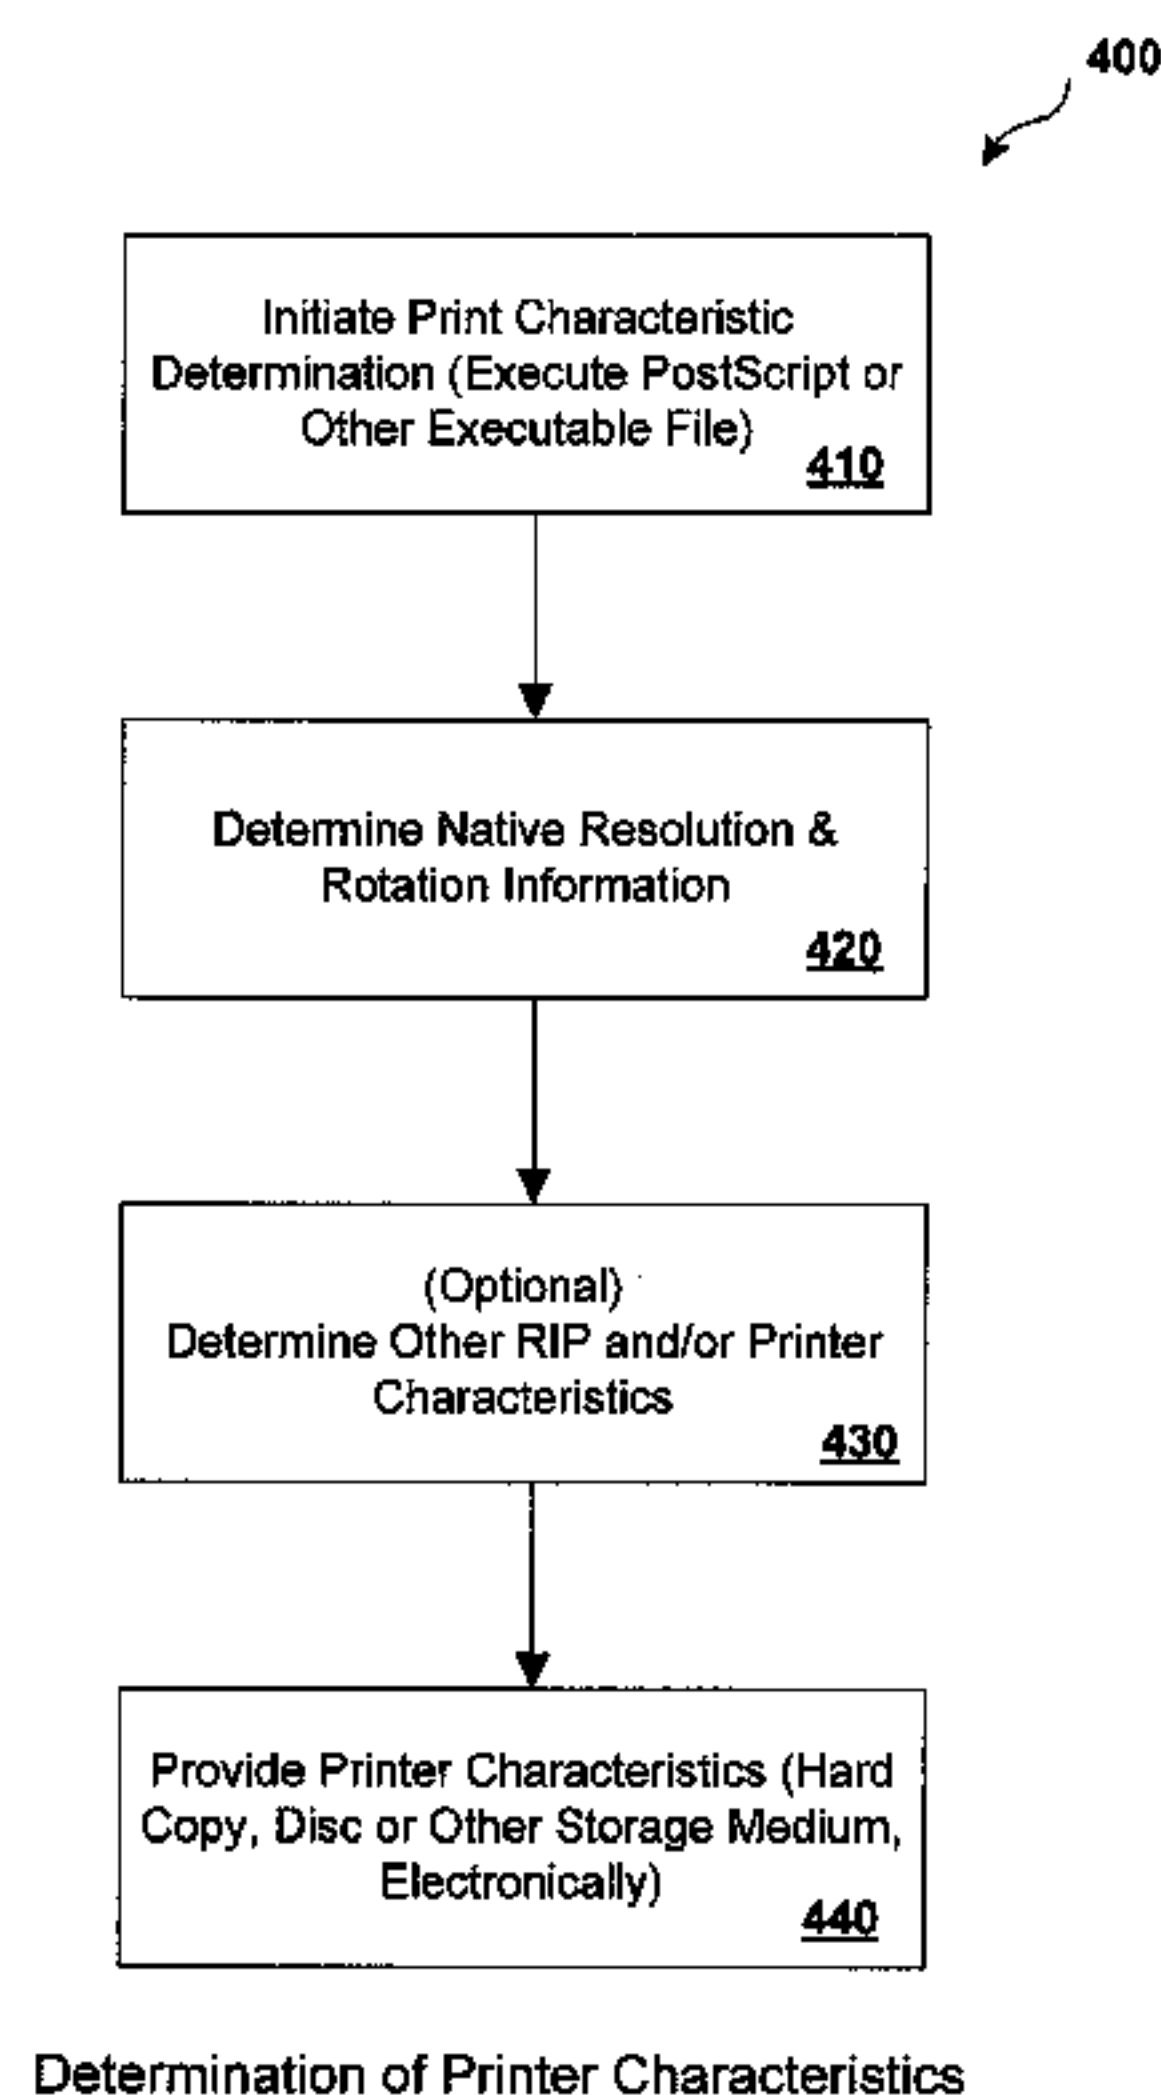 400
Initiate Print Characteristic
Determination (Execute PostScript or
Other Executable File)
410
Determine Native Resolution &
Rotation Information
420
(Optional)
Determine Other RIP and/or Printer
Characteristics
430
Provide Printer Characteristics (Hard
Copy, Disc or Other Storage Medium,
Electronically)
440
Determination of Printer Characteristics